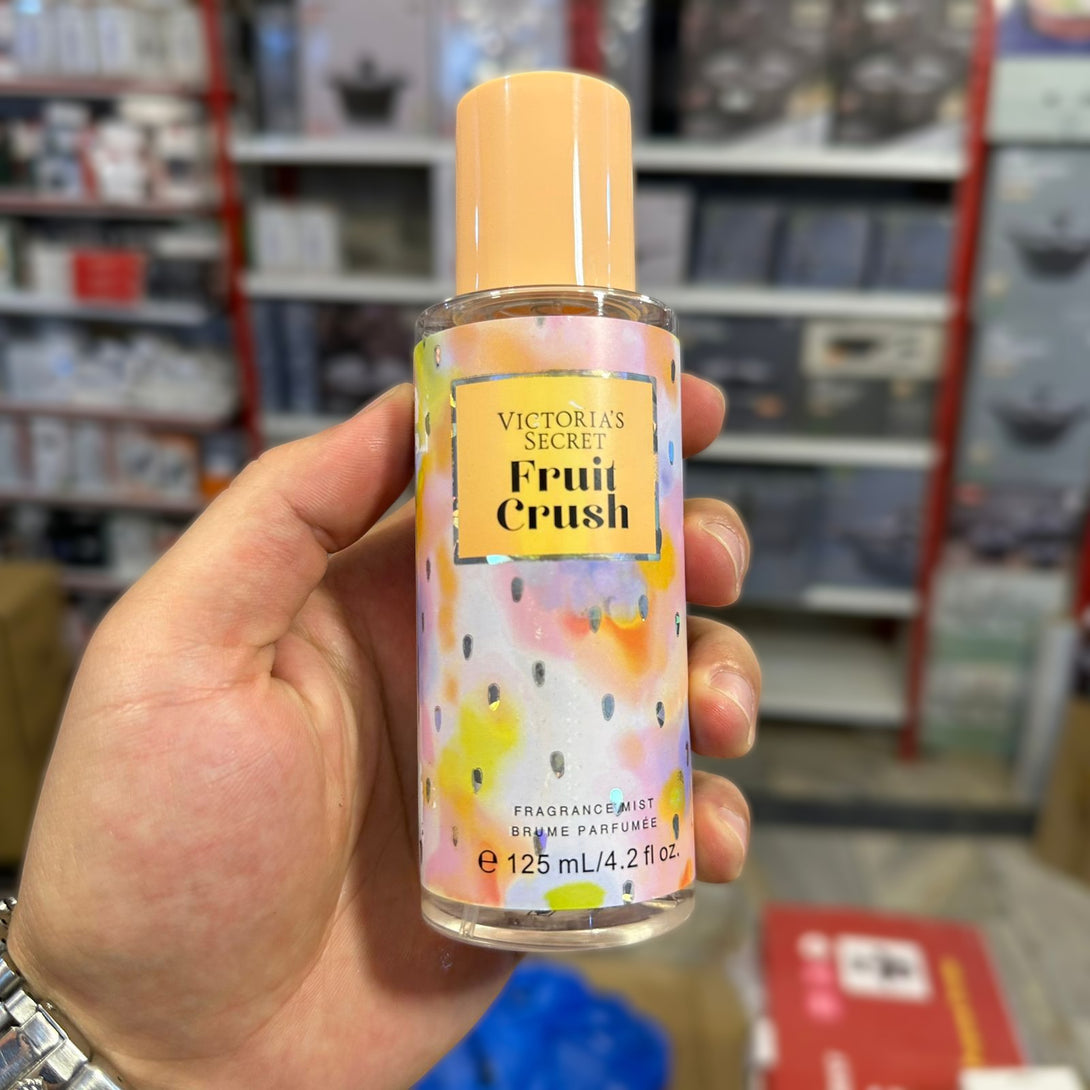 VICTORIA'S
SECRET
Fruit
Crush
FRAGRANCE MIST
BRUME PARFUMÉE
℮ 125 mL/4.2 fl oz.